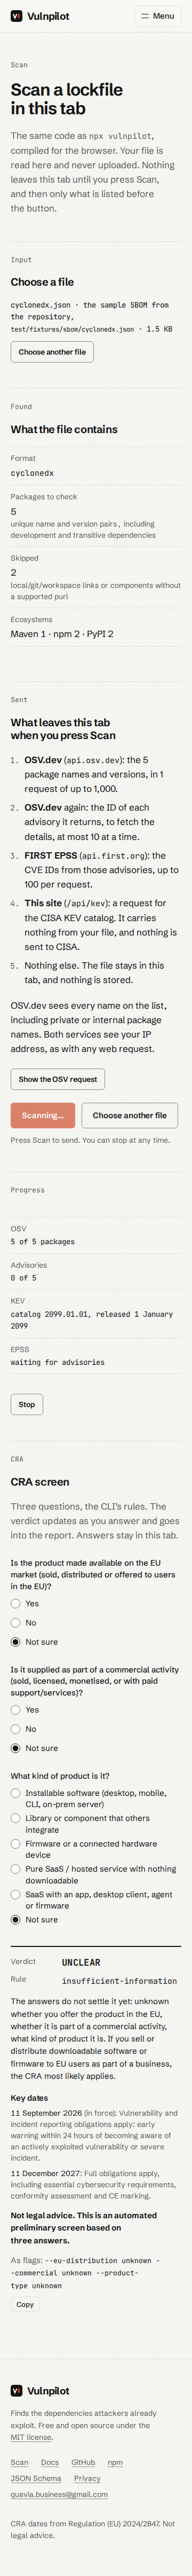 Vulnpilot
Menu
Scan
Scan a lockfile
in this tab
The same code as npx vulnpilot,
compiled for the browser. Your file is
read here and never uploaded. Nothing
leaves this tab until you press Scan,
and then only what is listed before
the button.
Input
Choose a file
cyclonedx.json · the sample SBOM from
the repository,
test/fixtures/sbom/cyclonedx.json · 1.5 KB
Choose another file
Found
What the file contains
Format
cyclonedx
Packages to check
5
unique name and version pairs, including
development and transitive dependencies
Skipped
2
local/git/workspace links or components without
a supported purl
Ecosystems
Maven 1 · npm 2 · PyPI 2
Sent
What leaves this tab
when you press Scan
1. OSV.dev (api.osv.dev): the 5
package names and versions, in 1
request of up to 1,000.
2. OSV.dev again: the ID of each
advisory it returns, to fetch the
details, at most 10 at a time.
3. FIRST EPSS (api.first.org): the
CVE IDs from those advisories, up to
100 per request.
4. This site (/api/kev): a request for
the CISA KEV catalog. It carries
nothing from your file, and nothing is
sent to CISA.
5. Nothing else. The file stays in this
tab, and nothing is stored.
OSV.dev sees every name on the list,
including private or internal package
names. Both services see your IP
address, as with any web request.
Show the OSV request
Scanning…
Choose another file
Press Scan to send. You can stop at any time.
Progress
OSV
5 of 5 packages
Advisories
0 of 5
KEV
catalog 2099.01.01, released 1 January
2099
EPSS
waiting for advisories
Stop
CRA
CRA screen
Three questions, the CLI's rules. The
verdict updates as you answer and goes
into the report. Answers stay in this tab.
Is the product made available on the EU
market (sold, distributed or offered to users
in the EU)?
Yes
No
Not sure
Is it supplied as part of a commercial activity
(sold, licensed, monetised, or with paid
support/services)?
Yes
No
Not sure
What kind of product is it?
Installable software (desktop, mobile,
CLI, on-prem server)
Library or component that others
integrate
Firmware or a connected hardware
device
Pure SaaS / hosted service with nothing
downloadable
SaaS with an app, desktop client, agent
or firmware
Not sure
Verdict UNCLEAR
Rule insufficient-information
The answers do not settle it yet: unknown
whether you offer the product in the EU,
whether it is part of a commercial activity,
what kind of product it is. If you sell or
distribute downloadable software or
firmware to EU users as part of a business,
the CRA most likely applies.
Key dates
11 September 2026 (in force): Vulnerability and
incident reporting obligations apply: early
warning within 24 hours of becoming aware of
an actively exploited vulnerability or severe
incident.
11 December 2027: Full obligations apply,
including essential cybersecurity requirements,
conformity assessment and CE marking.
Not legal advice. This is an automated
preliminary screen based on
three answers.
As flags: --eu-distribution unknown -
-commercial unknown --product-
type unknown
Copy
Vulnpilot
Finds the dependencies attackers already
exploit. Free and open source under the
MIT license.
Scan Docs GitHub npm
JSON Schema Privacy
quavia.business@gmail.com
CRA dates from Regulation (EU) 2024/2847. Not
legal advice.